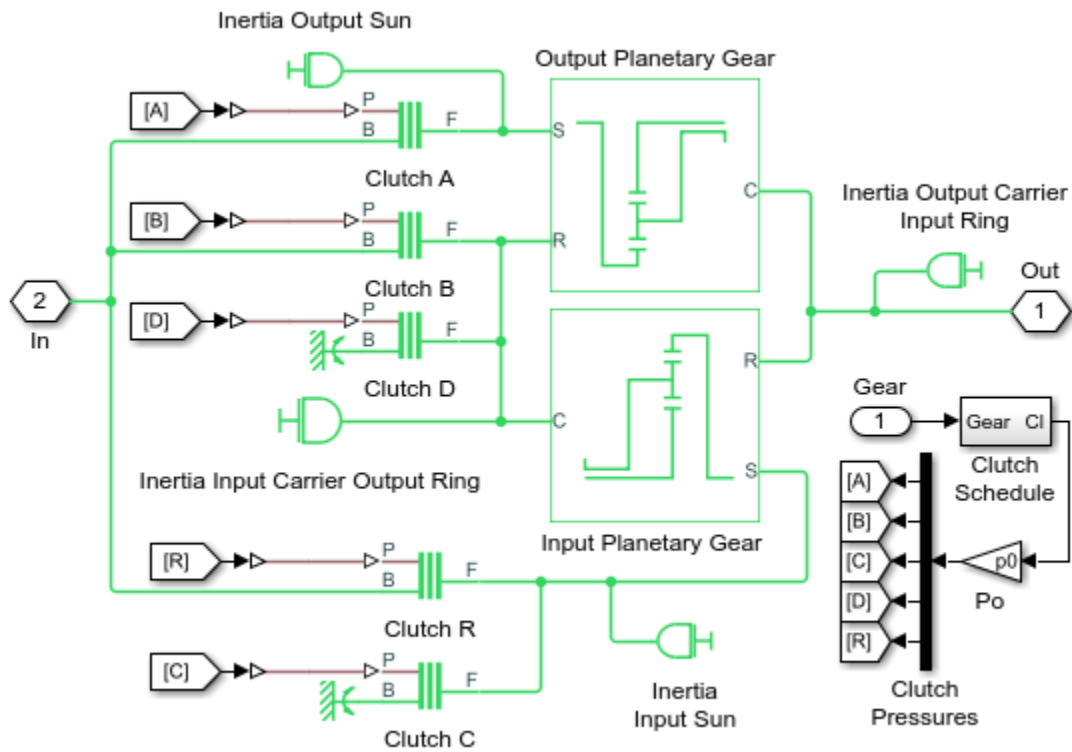 Inertia Output Sun
Output Planetary Gear
[A]
P
B
F
S
Clutch A
C
Inertia Output Carrier
Input Ring
[B]
P
B
F
R
Clutch B
2
In
Out
1
[D]
P
B
F
Clutch D
R
Gear
1
Gear Cl
Clutch
Schedule
C
Inertia Input Carrier Output Ring
S
Input Planetary Gear
[A]
[B]
[C]
[D]
[R]
p0
Po
Clutch
Pressures
[R]
P
B
F
Clutch R
[C]
P
B
F
Clutch C
Inertia
Input Sun